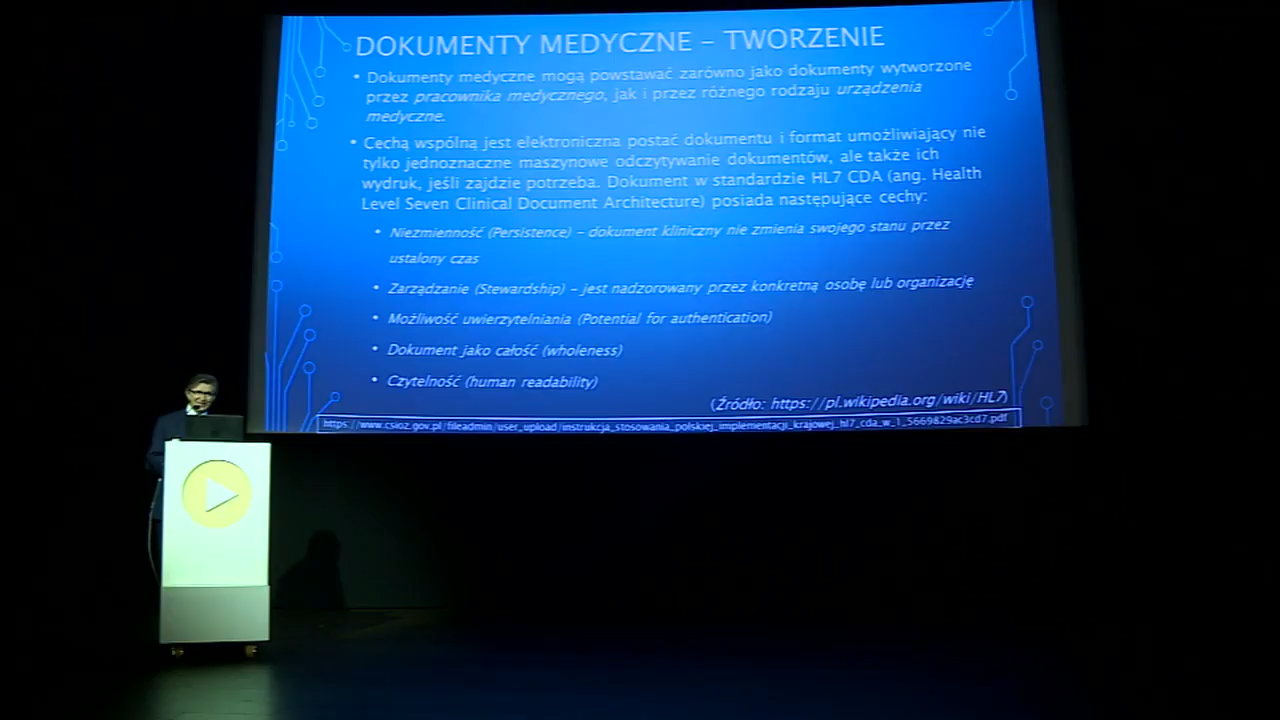 DOKUMENTY MEDYCZNE – TWORZENIE
• Dokumenty medyczne mogą powstawać zarówno jako dokumenty wytworzone
przez pracownika medycznego, jak i przez różnego rodzaju urządzenia
medyczne.
• Cechą wspólną jest elektroniczna postać dokumentu i format umożliwiający nie
tylko jednoznaczne maszynowe odczytywanie dokumentów, ale także ich
wydruk, jeśli zajdzie potrzeba. Dokument w standardzie HL7 CDA (ang. Health
Level Seven Clinical Document Architecture) posiada następujące cechy:
• Niezmienność (Persistence) – dokument kliniczny nie zmienia swojego stanu przez
ustalony czas
• Zarządzanie (Stewardship) – jest nadzorowany przez konkretną osobę lub organizację
• Możliwość uwierzytelniania (Potential for authentication)
• Dokument jako całość (wholeness)
• Czytelność (human readability)
(Źródło: https://pl.wikipedia.org/wiki/HL7)
https://www.csioz.gov.pl/fileadmin/user_upload/instrukcja_stosowania_polskiej_implementacji_krajowej_hl7_cda_w_1_5669829ac3cd7.pdf